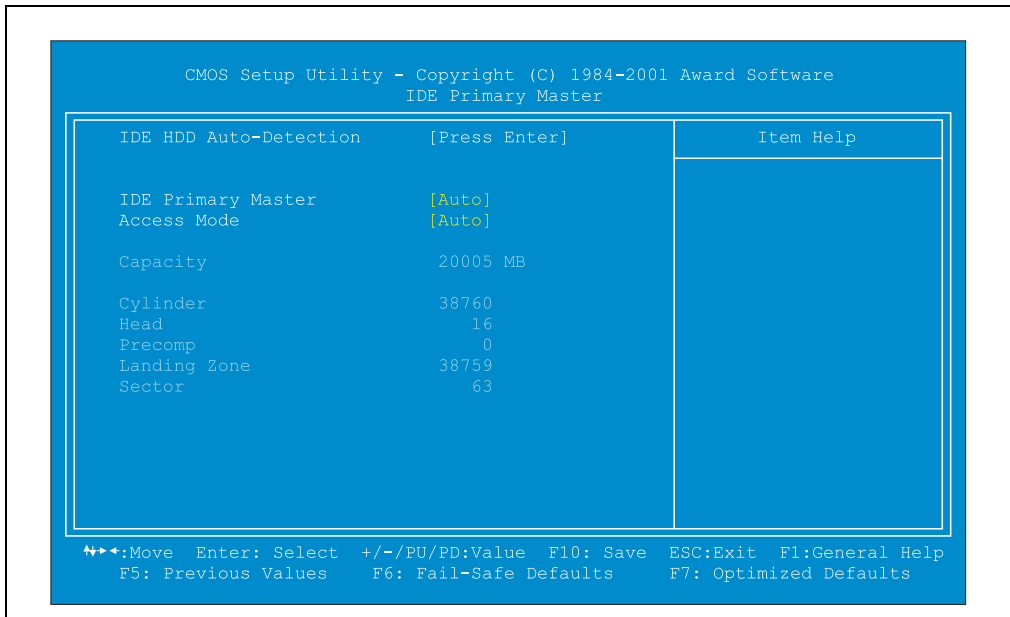 CMOS Setup Utility - Copyright (C) 1984-2001 Award Software
IDE Primary Master
IDE HDD Auto-Detection [Press Enter]
Item Help
IDE Primary Master [Auto]
Access Mode [Auto]
Capacity 20005 MB
Cylinder 38760
Head 16
Precomp 0
Landing Zone 38759
Sector 63
:Move Enter: Select +/-/PU/PD:Value F10: Save ESC:Exit F1:General Help
F5: Previous Values F6: Fail-Safe Defaults F7: Optimized Defaults